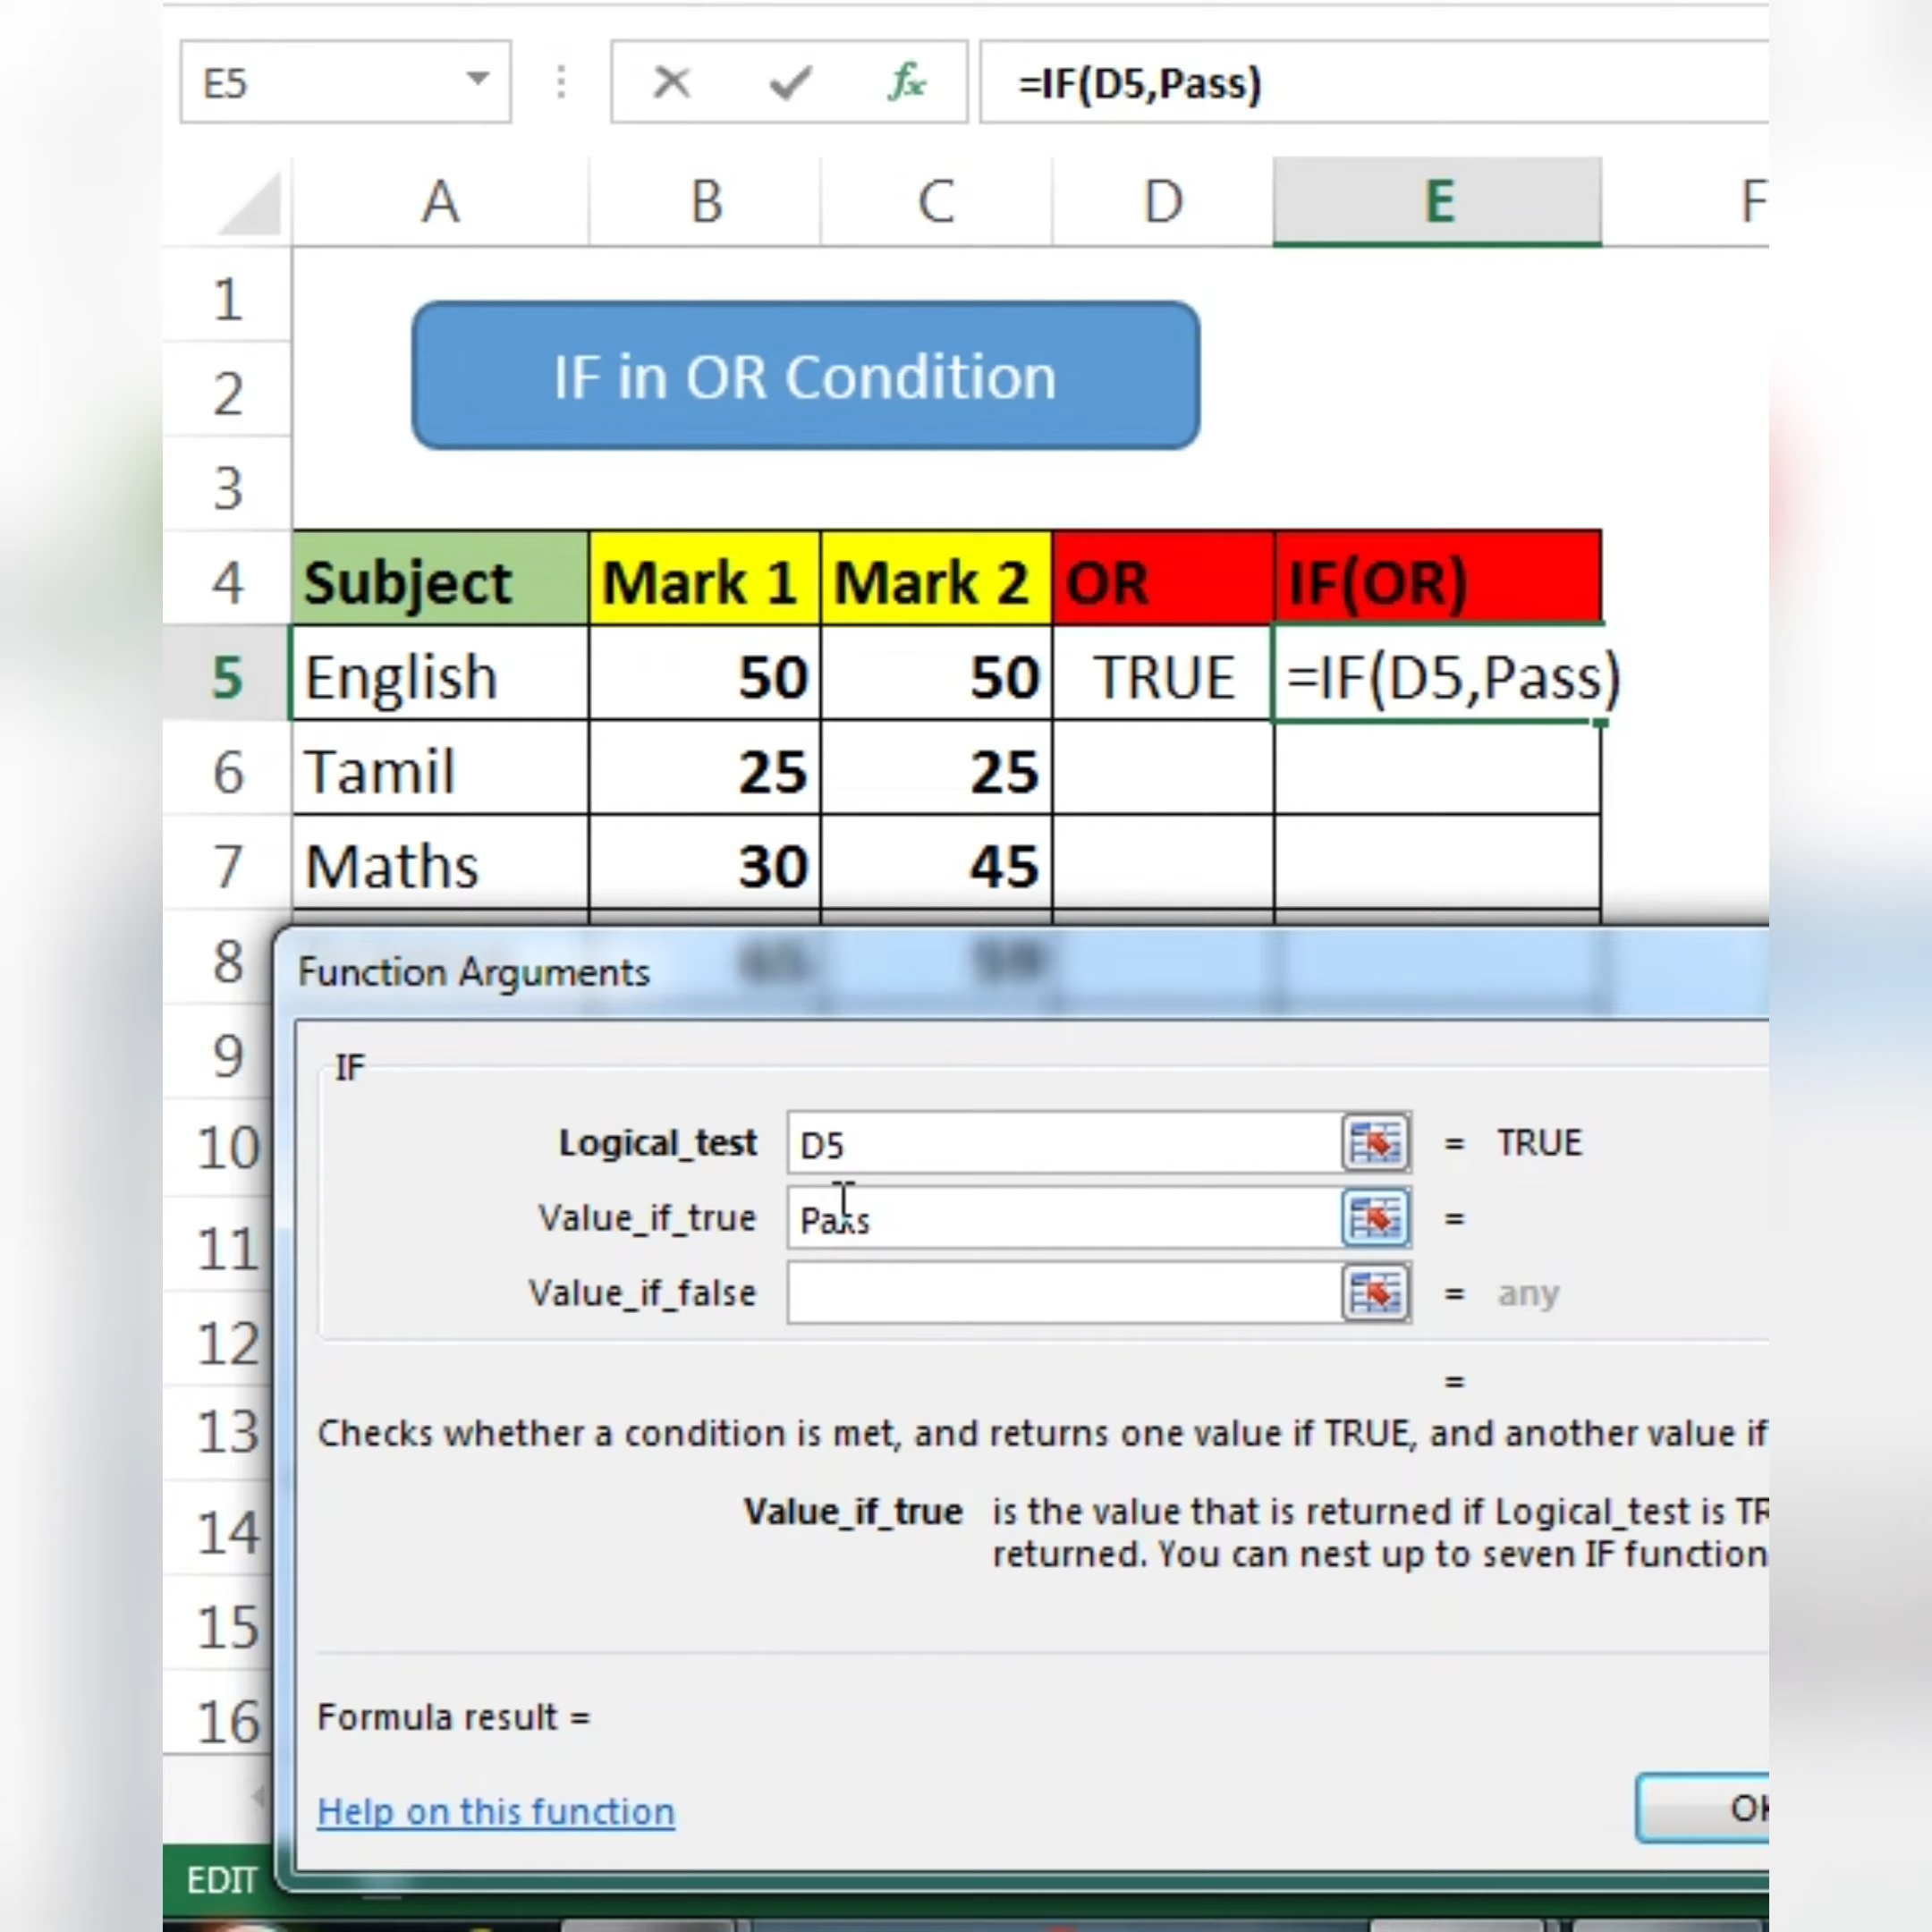 E5 =IF(D5,Pass)
A B C D E F
1
2 IF in OR Condition
3
4 Subject Mark 1 Mark 2 OR IF(OR)
5 English 50 50 TRUE =IF(D5,Pass)
6 Tamil 25 25
7 Maths 30 45
8
Function Arguments
9 IF
10 Logical_test D5 = TRUE
11 Value_if_true Pass =
Value_if_false = any
12
=
13 Checks whether a condition is met, and returns one value if TRUE, and another value if
14 Value_if_true is the value that is returned if Logical_test is TR
returned. You can nest up to seven IF function
15
16 Formula result =
Help on this function OK
EDIT